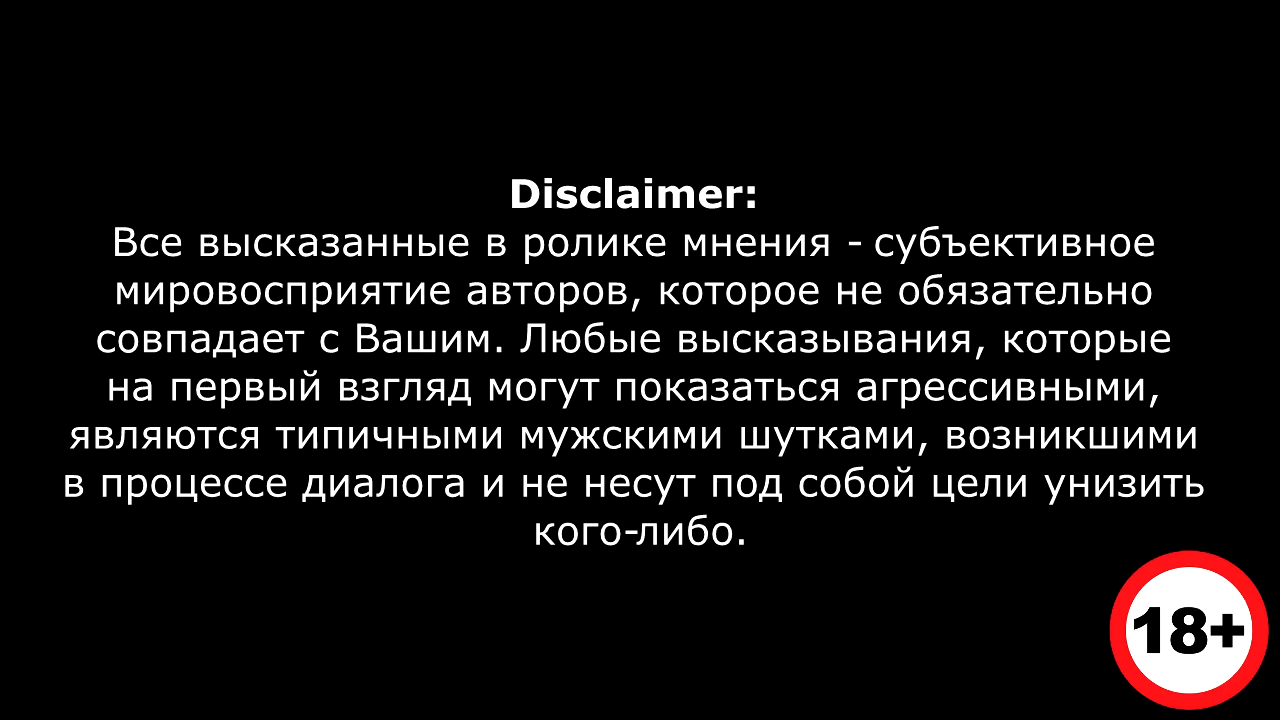 Disclaimer:
Все высказанные в ролике мнения - субъективное
мировосприятие авторов, которое не обязательно
совпадает с Вашим. Любые высказывания, которые
на первый взгляд могут показаться агрессивными,
являются типичными мужскими шутками, возникшими
в процессе диалога и не несут под собой цели унизить
кого-либо.
18+